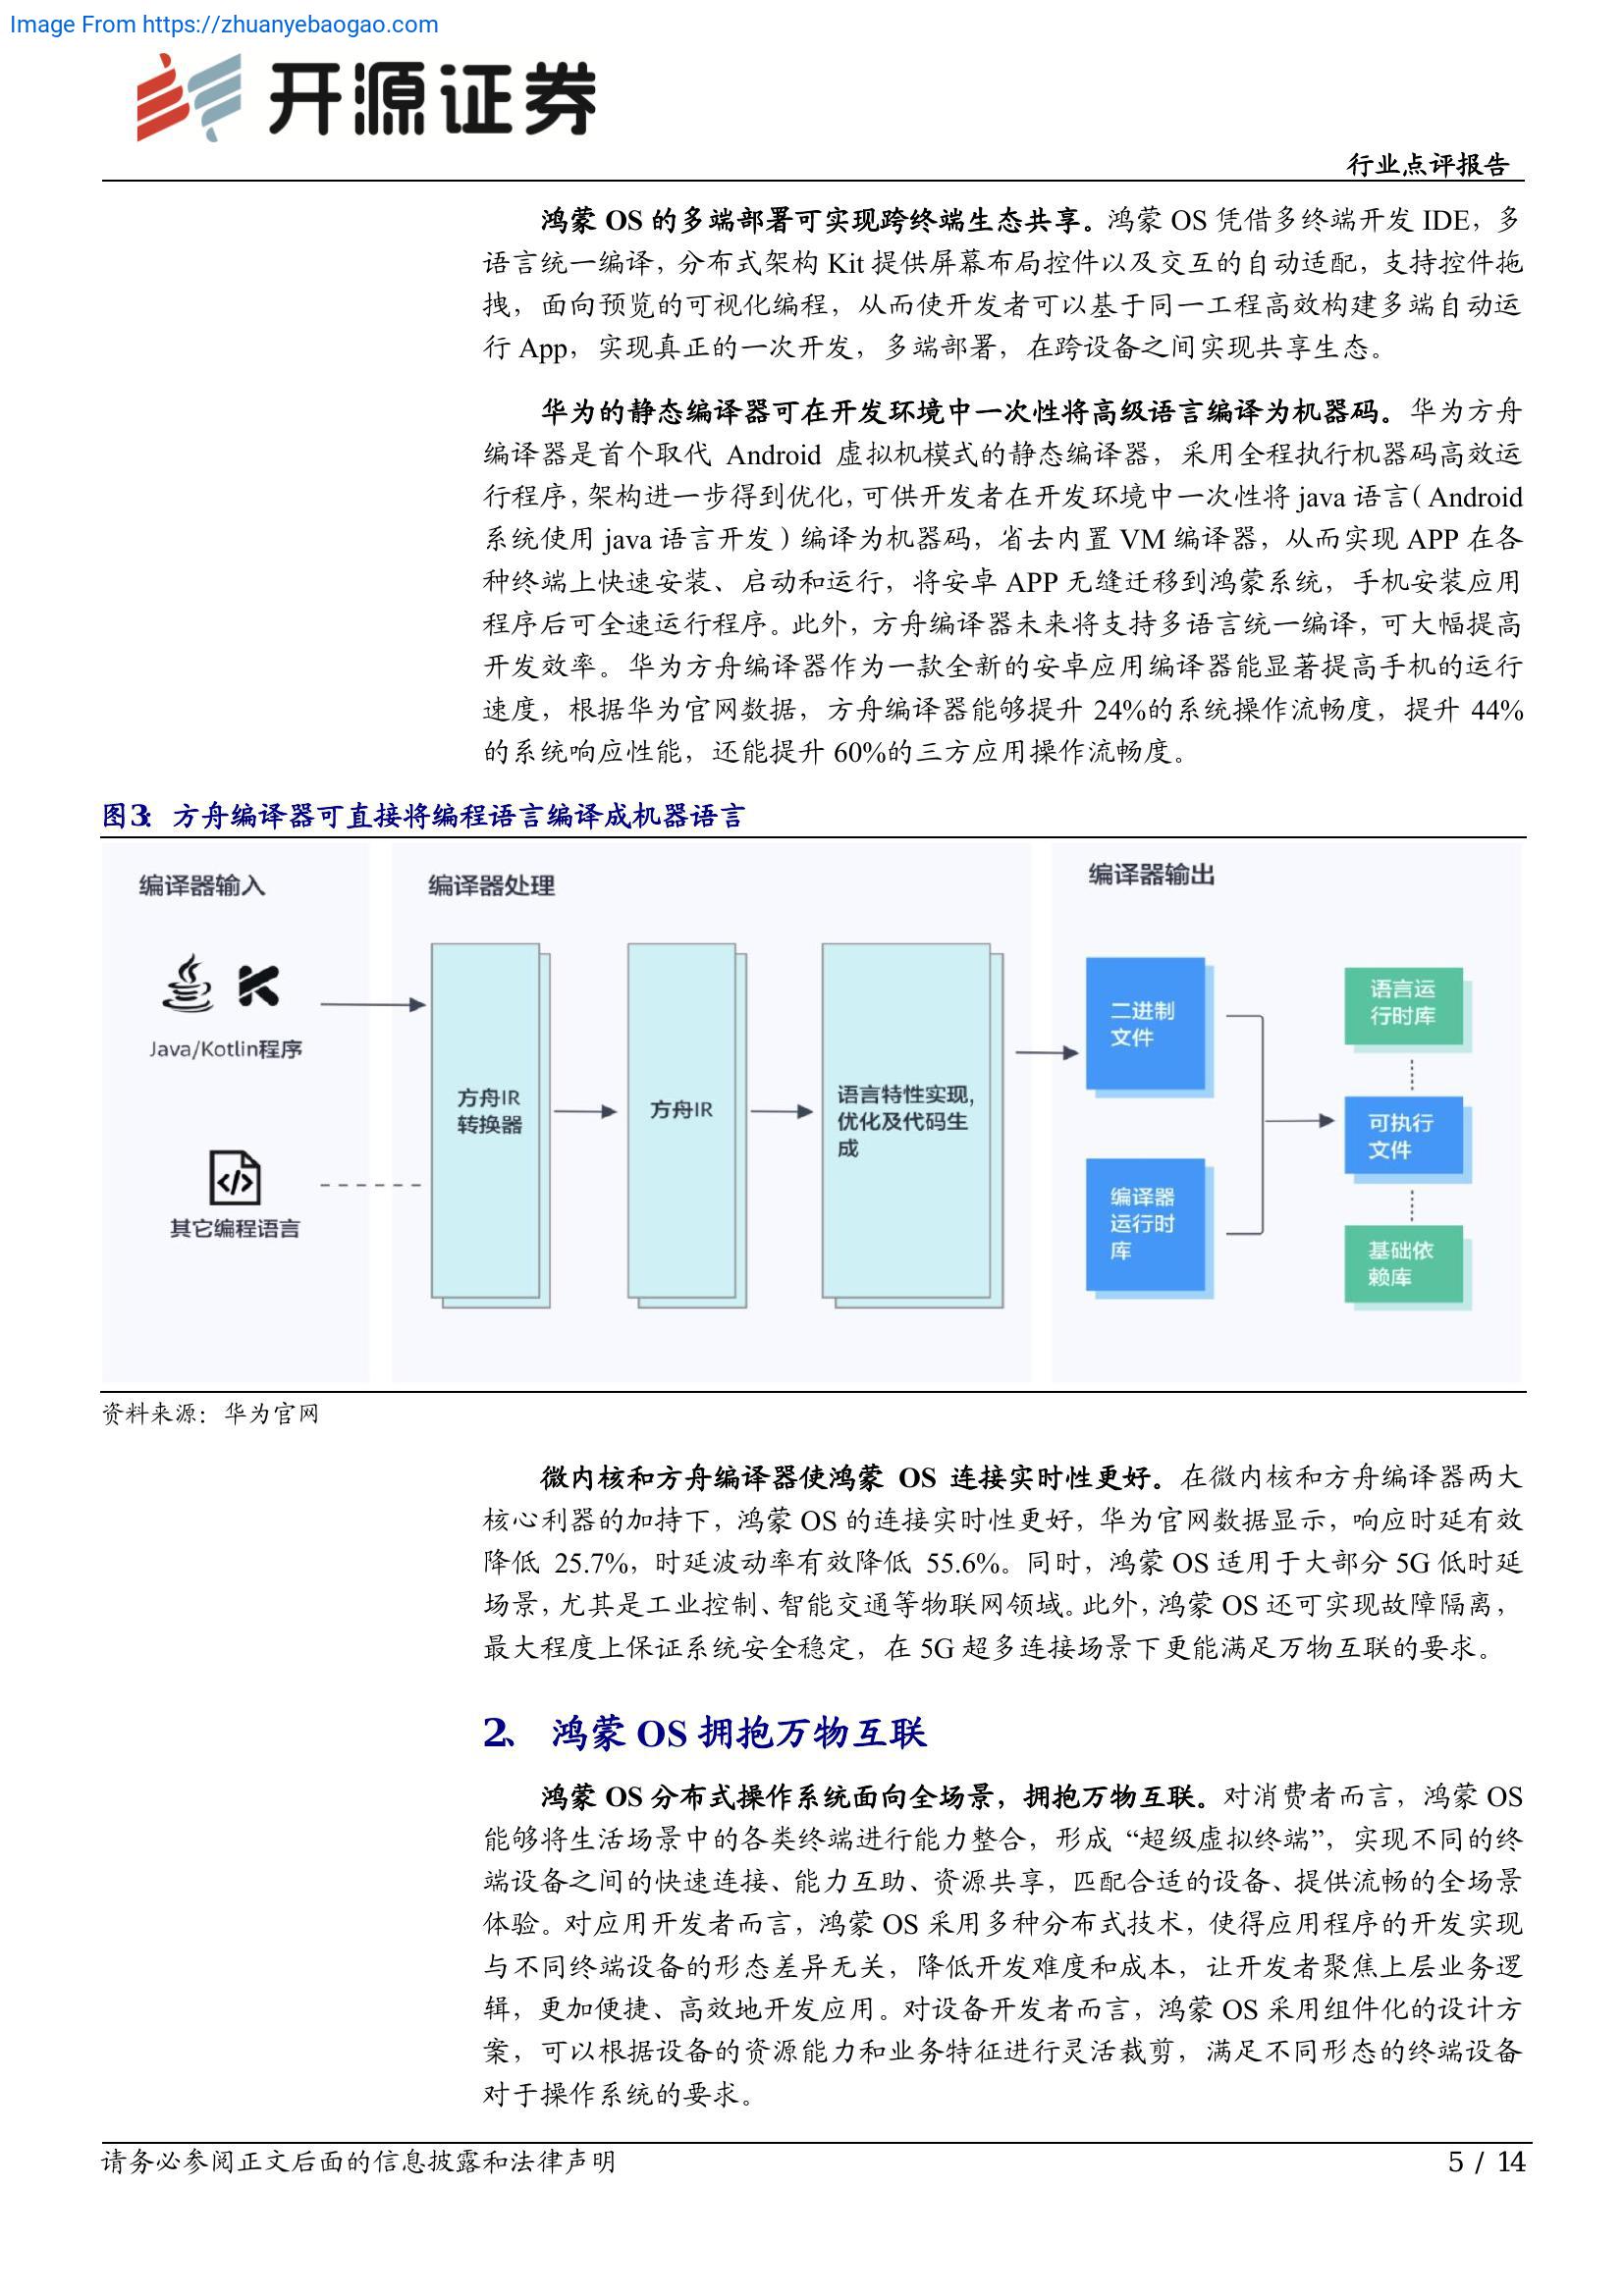 Image From https://zhuanyebaogao.com
开源证券
行业点评报告
鸿蒙 OS 的多端部署可实现跨终端生态共享。鸿蒙 OS 凭借多终端开发 IDE，多
语言统一编译，分布式架构 Kit 提供屏幕布局控件以及交互的自动适配，支持控件拖
拽，面向预览的可视化编程，从而使开发者可以基于同一工程高效构建多端自动运
行 App，实现真正的一次开发，多端部署，在跨设备之间实现共享生态。
华为的静态编译器可在开发环境中一次性将高级语言编译为机器码。华为方舟
编译器是首个取代 Android 虚拟机模式的静态编译器，采用全程执行机器码高效运
行程序，架构进一步得到优化，可供开发者在开发环境中一次性将 java 语言（Android
系统使用 java 语言开发）编译为机器码，省去内置 VM 编译器，从而实现 APP 在各
种终端上快速安装、启动和运行，将安卓 APP 无缝迁移到鸿蒙系统，手机安装应用
程序后可全速运行程序。此外，方舟编译器未来将支持多语言统一编译，可大幅提高
开发效率。华为方舟编译器作为一款全新的安卓应用编译器能显著提高手机的运行
速度，根据华为官网数据，方舟编译器能够提升 24%的系统操作流畅度，提升 44%
的系统响应性能，还能提升 60%的三方应用操作流畅度。
图3：方舟编译器可直接将编程语言编译成机器语言
编译器输入
Java/Kotlin程序
其它编程语言
编译器处理
方舟IR
转换器
方舟IR
语言特性实现,
优化及代码生
成
编译器输出
二进制
文件
编译器
运行时
库
语言运
行时库
可执行
文件
基础依
赖库
资料来源：华为官网
微内核和方舟编译器使鸿蒙 OS 连接实时性更好。在微内核和方舟编译器两大
核心利器的加持下，鸿蒙 OS 的连接实时性更好，华为官网数据显示，响应时延有效
降低 25.7%，时延波动率有效降低 55.6%。同时，鸿蒙 OS 适用于大部分 5G 低时延
场景，尤其是工业控制、智能交通等物联网领域。此外，鸿蒙 OS 还可实现故障隔离，
最大程度上保证系统安全稳定，在 5G 超多连接场景下更能满足万物互联的要求。
2、 鸿蒙 OS 拥抱万物互联
鸿蒙 OS 分布式操作系统面向全场景，拥抱万物互联。对消费者而言，鸿蒙 OS
能够将生活场景中的各类终端进行能力整合，形成“超级虚拟终端”，实现不同的终
端设备之间的快速连接、能力互助、资源共享，匹配合适的设备、提供流畅的全场景
体验。对应用开发者而言，鸿蒙 OS 采用多种分布式技术，使得应用程序的开发实现
与不同终端设备的形态差异无关，降低开发难度和成本，让开发者聚焦上层业务逻
辑，更加便捷、高效地开发应用。对设备开发者而言，鸿蒙 OS 采用组件化的设计方
案，可以根据设备的资源能力和业务特征进行灵活裁剪，满足不同形态的终端设备
对于操作系统的要求。
请务必参阅正文后面的信息披露和法律声明
5 / 14